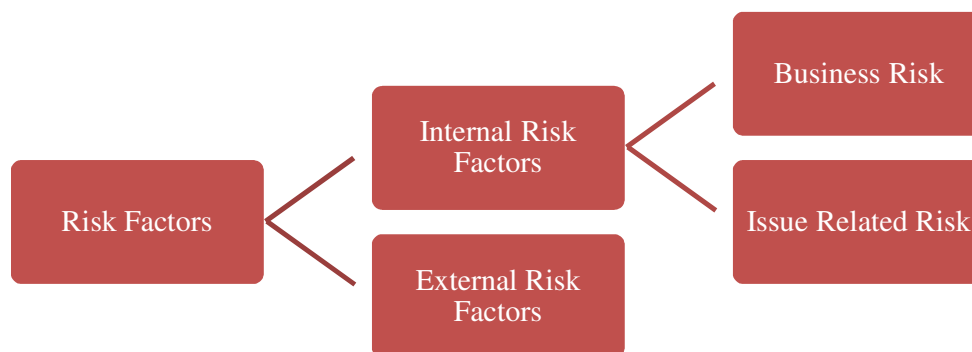 Risk Factors
Internal Risk
Factors
Business Risk
Issue Related Risk
External Risk
Factors